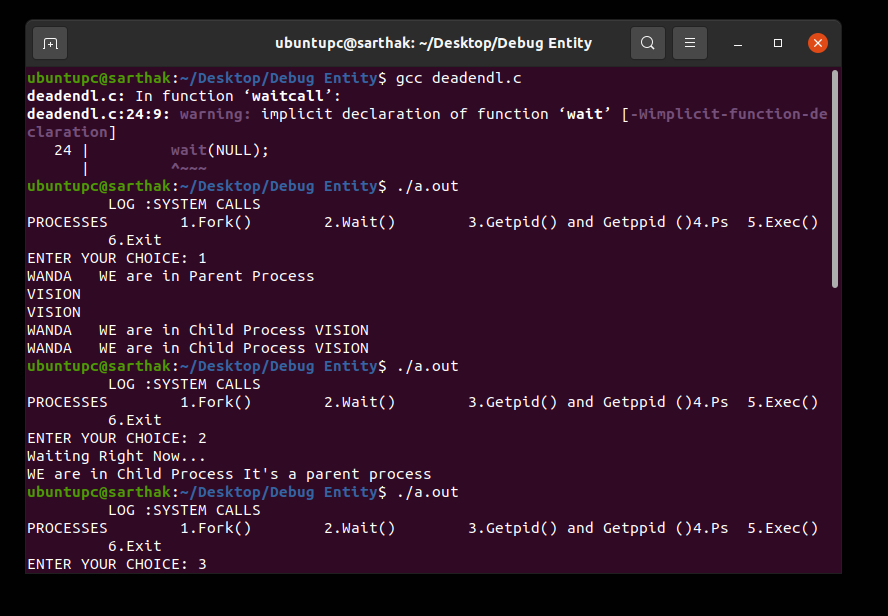 ubuntupc@sarthak: ~/Desktop/Debug Entity
ubuntupc@sarthak:~/Desktop/Debug Entity$ gcc deadendl.c
deadendl.c: In function ‘waitcall’:
deadendl.c:24:9: warning: implicit declaration of function ‘wait’ [-Wimplicit-function-de
claration]
   24 |         wait(NULL);
      |         ^~~~
ubuntupc@sarthak:~/Desktop/Debug Entity$ ./a.out
         LOG :SYSTEM CALLS
PROCESSES        1.Fork()        2.Wait()        3.Getpid() and Getppid ()4.Ps  5.Exec()
         6.Exit
ENTER YOUR CHOICE: 1
WANDA   WE are in Parent Process
VISION
VISION
WANDA   WE are in Child Process VISION
WANDA   WE are in Child Process VISION
ubuntupc@sarthak:~/Desktop/Debug Entity$ ./a.out
         LOG :SYSTEM CALLS
PROCESSES        1.Fork()        2.Wait()        3.Getpid() and Getppid ()4.Ps  5.Exec()
         6.Exit
ENTER YOUR CHOICE: 2
Waiting Right Now...
WE are in Child Process It's a parent process
ubuntupc@sarthak:~/Desktop/Debug Entity$ ./a.out
         LOG :SYSTEM CALLS
PROCESSES        1.Fork()        2.Wait()        3.Getpid() and Getppid ()4.Ps  5.Exec()
         6.Exit
ENTER YOUR CHOICE: 3